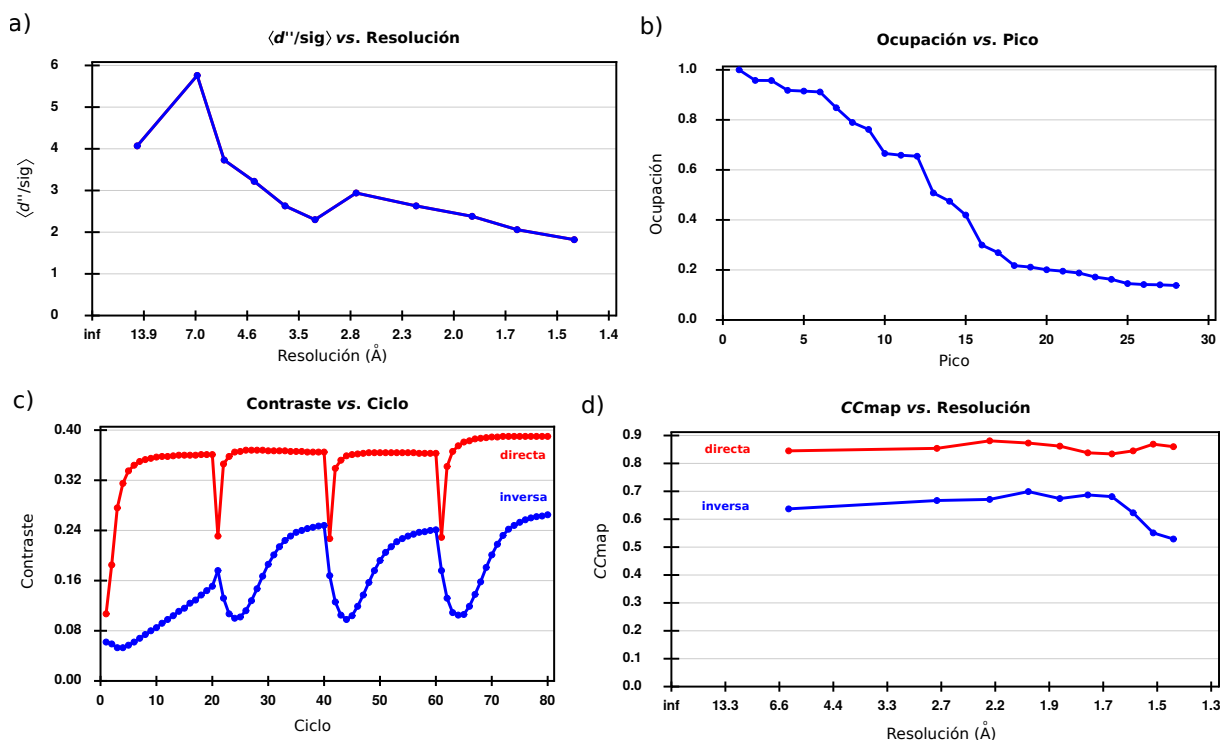 a)
⟨d''/sig⟩ vs. Resolución
6
5
4
3
2
1
0
⟨d''/sig⟩
inf 13.9 7.0 4.6 3.5 2.8 2.3 2.0 1.7 1.5 1.4
Resolución (Å)
b)
Ocupación vs. Pico
1.0
0.8
0.6
0.4
0.2
0.0
Ocupación
0 5 10 15 20 25 30
Pico
c)
Contraste vs. Ciclo
0.40
0.32
0.24
0.16
0.08
0.00
Contraste
directa
inversa
0 10 20 30 40 50 60 70 80
Ciclo
d)
CCmap vs. Resolución
0.9
0.8
0.7
0.6
0.5
0.4
0.3
0.2
0.1
0.0
CCmap
directa
inversa
inf 13.3 6.6 4.4 3.3 2.7 2.2 1.9 1.7 1.5 1.3
Resolución (Å)